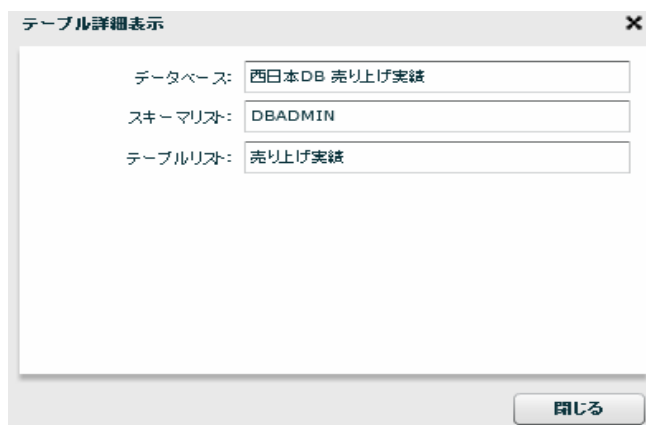 テーブル詳細表示
データベース: 西日本DB 売り上げ実績
スキーマリスト: DBADMIN
テーブルリスト: 売り上げ実績
閉じる